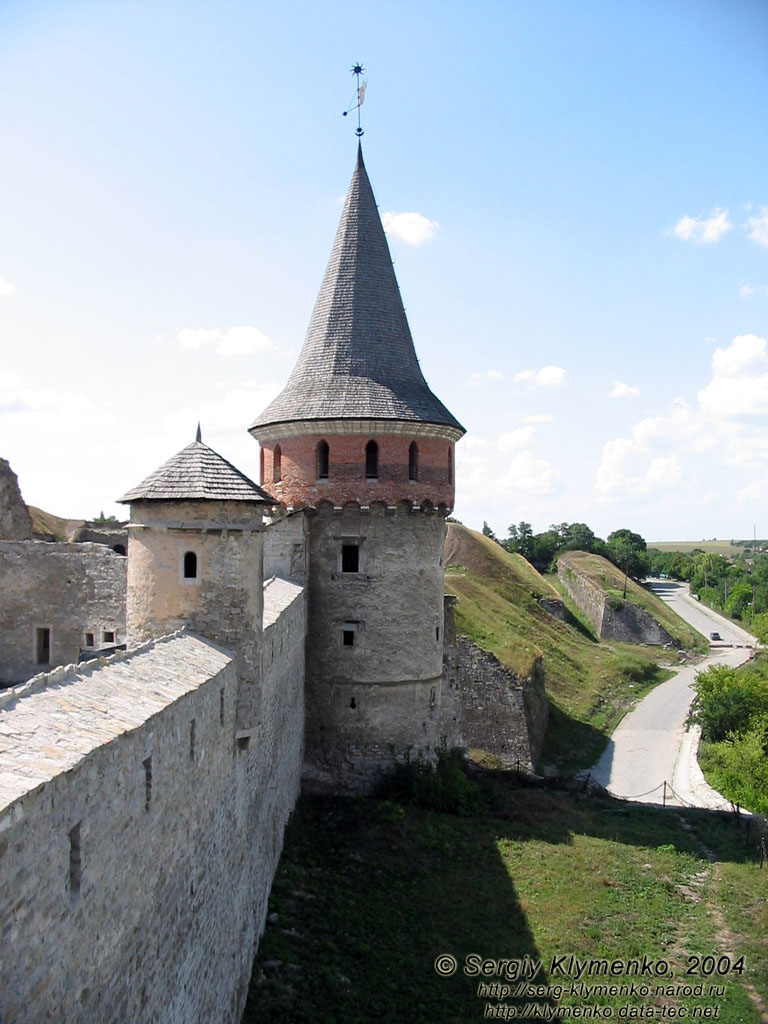 © Sergiy Klymenko, 2004
http://serg-klymenko.narod.ru
http://klymenko.data-tec.net